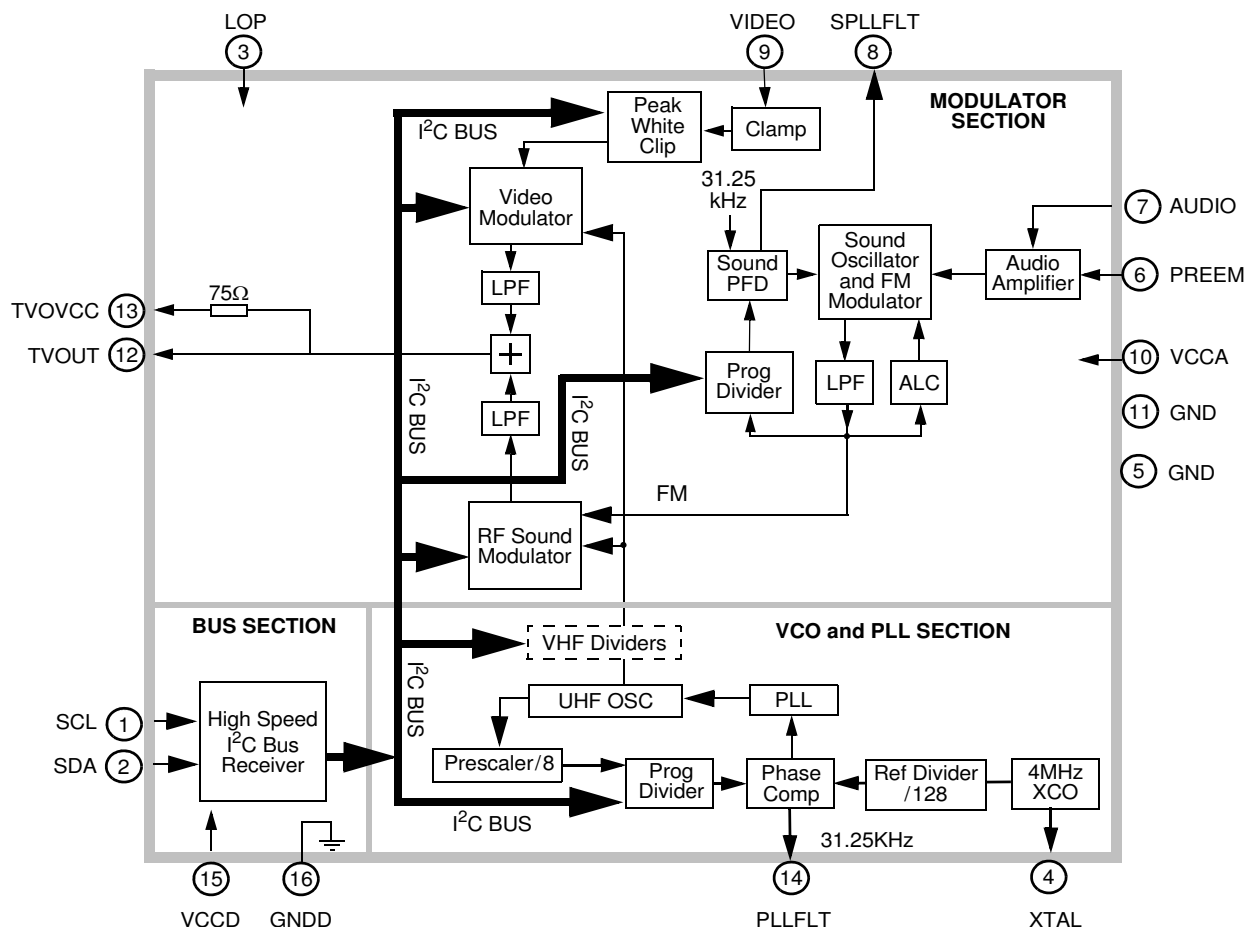 LOP
3
VIDEO
9
SPLLFLT
8
MODULATOR
SECTION
I²C BUS
Peak
White
Clip
Clamp
Video
Modulator
31.25
kHz
7
AUDIO
Sound
PFD
Sound
Oscillator
and FM
Modulator
Audio
Amplifier
6
PREEM
LPF
TVOVCC
13
75Ω
TVOUT
12
+
10
VCCA
I²C BUS
I²C BUS
Prog
Divider
LPF
ALC
LPF
11
GND
5
GND
FM
RF Sound
Modulator
BUS SECTION
VCO and PLL SECTION
VHF Dividers
I²C BUS
UHF OSC
PLL
SCL
1
SDA
2
High Speed
I²C Bus
Receiver
Prescaler/8
Prog
Divider
Phase
Comp
Ref Divider
/128
4MHz
XCO
I²C BUS
31.25KHz
15
VCCD
16
GNDD
14
PLLFLT
4
XTAL